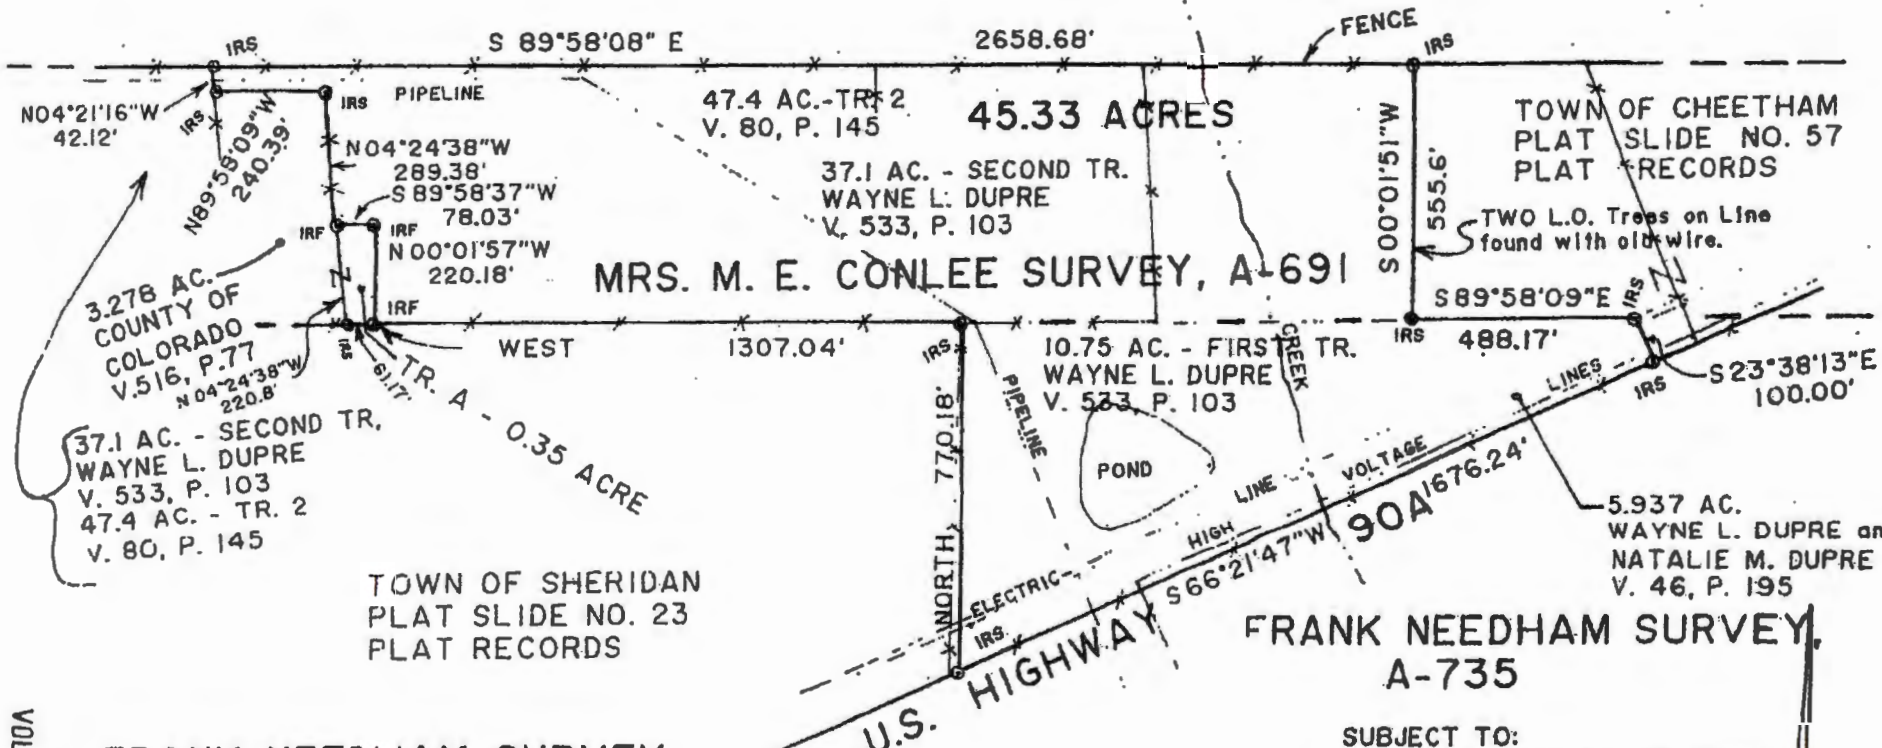 IRS
S 89°58'08" E
2658.68'
FENCE
IRS
N04°21'16"W
42.12'
IRS
IRS
PIPELINE
N89°58'09"W
240.39'
N04°24'38"W
289.38'
S 89°58'37"W
78.03'
IRF
IRF
N 00°01'57"W
220.18'
IRF
47.4 AC.-TR. 2
V. 80, P. 145
45.33 ACRES
37.1 AC. - SECOND TR.
WAYNE L. DUPRE
V. 533, P. 103
S 00°01'51"W
555.6'
TOWN OF CHEETHAM
PLAT SLIDE NO. 57
PLAT RECORDS
TWO L.O. Trees on Line
found with old wire.
MRS. M. E. CONLEE SURVEY, A-691
3.278 AC.
COUNTY OF
COLORADO
V.516, P.77
N 04°24'38"W
220.8'
IRS
61.17'
TR. A - 0.35 ACRE
WEST
1307.04'
IRS
S89°58'09"E
488.17'
IRS
IRS
S 23°38'13"E
100.00'
IRS
10.75 AC. - FIRST TR.
WAYNE L. DUPRE
V. 533, P. 103
CREEK
PIPELINE
POND
NORTH, 770.18'
ELECTRIC
LINE
HIGH
VOLTAGE
LINES
IRS
S66°21'47"W
1676.24'
U.S. HIGHWAY 90A
37.1 AC. - SECOND TR,
WAYNE L. DUPRE
V. 533, P. 103
47.4 AC. - TR. 2
V. 80, P. 145
TOWN OF SHERIDAN
PLAT SLIDE NO. 23
PLAT RECORDS
5.937 AC.
WAYNE L. DUPRE an
NATALIE M. DUPRE
V. 46, P. 195
FRANK NEEDHAM SURVEY,
A-735
SUBJECT TO:
VOL